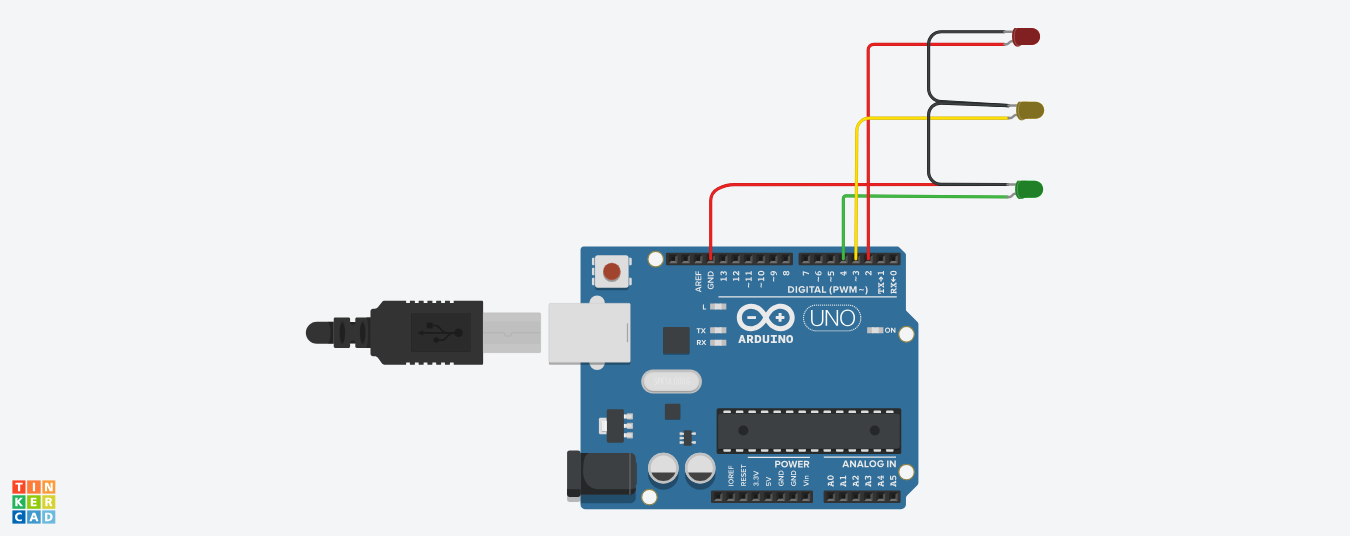 AREF
GND
13
12
~11
~10
~9
8
7
~6
~5
4
~3
2
TX→1
RX←0
DIGITAL (PWM~)
L
TX
RX
ARDUINO
UNO
ON
IOREF
RESET
3.3V
5V
GND
GND
Vin
POWER
ANALOG IN
A0
A1
A2
A3
A4
A5
TIN
KER
CAD